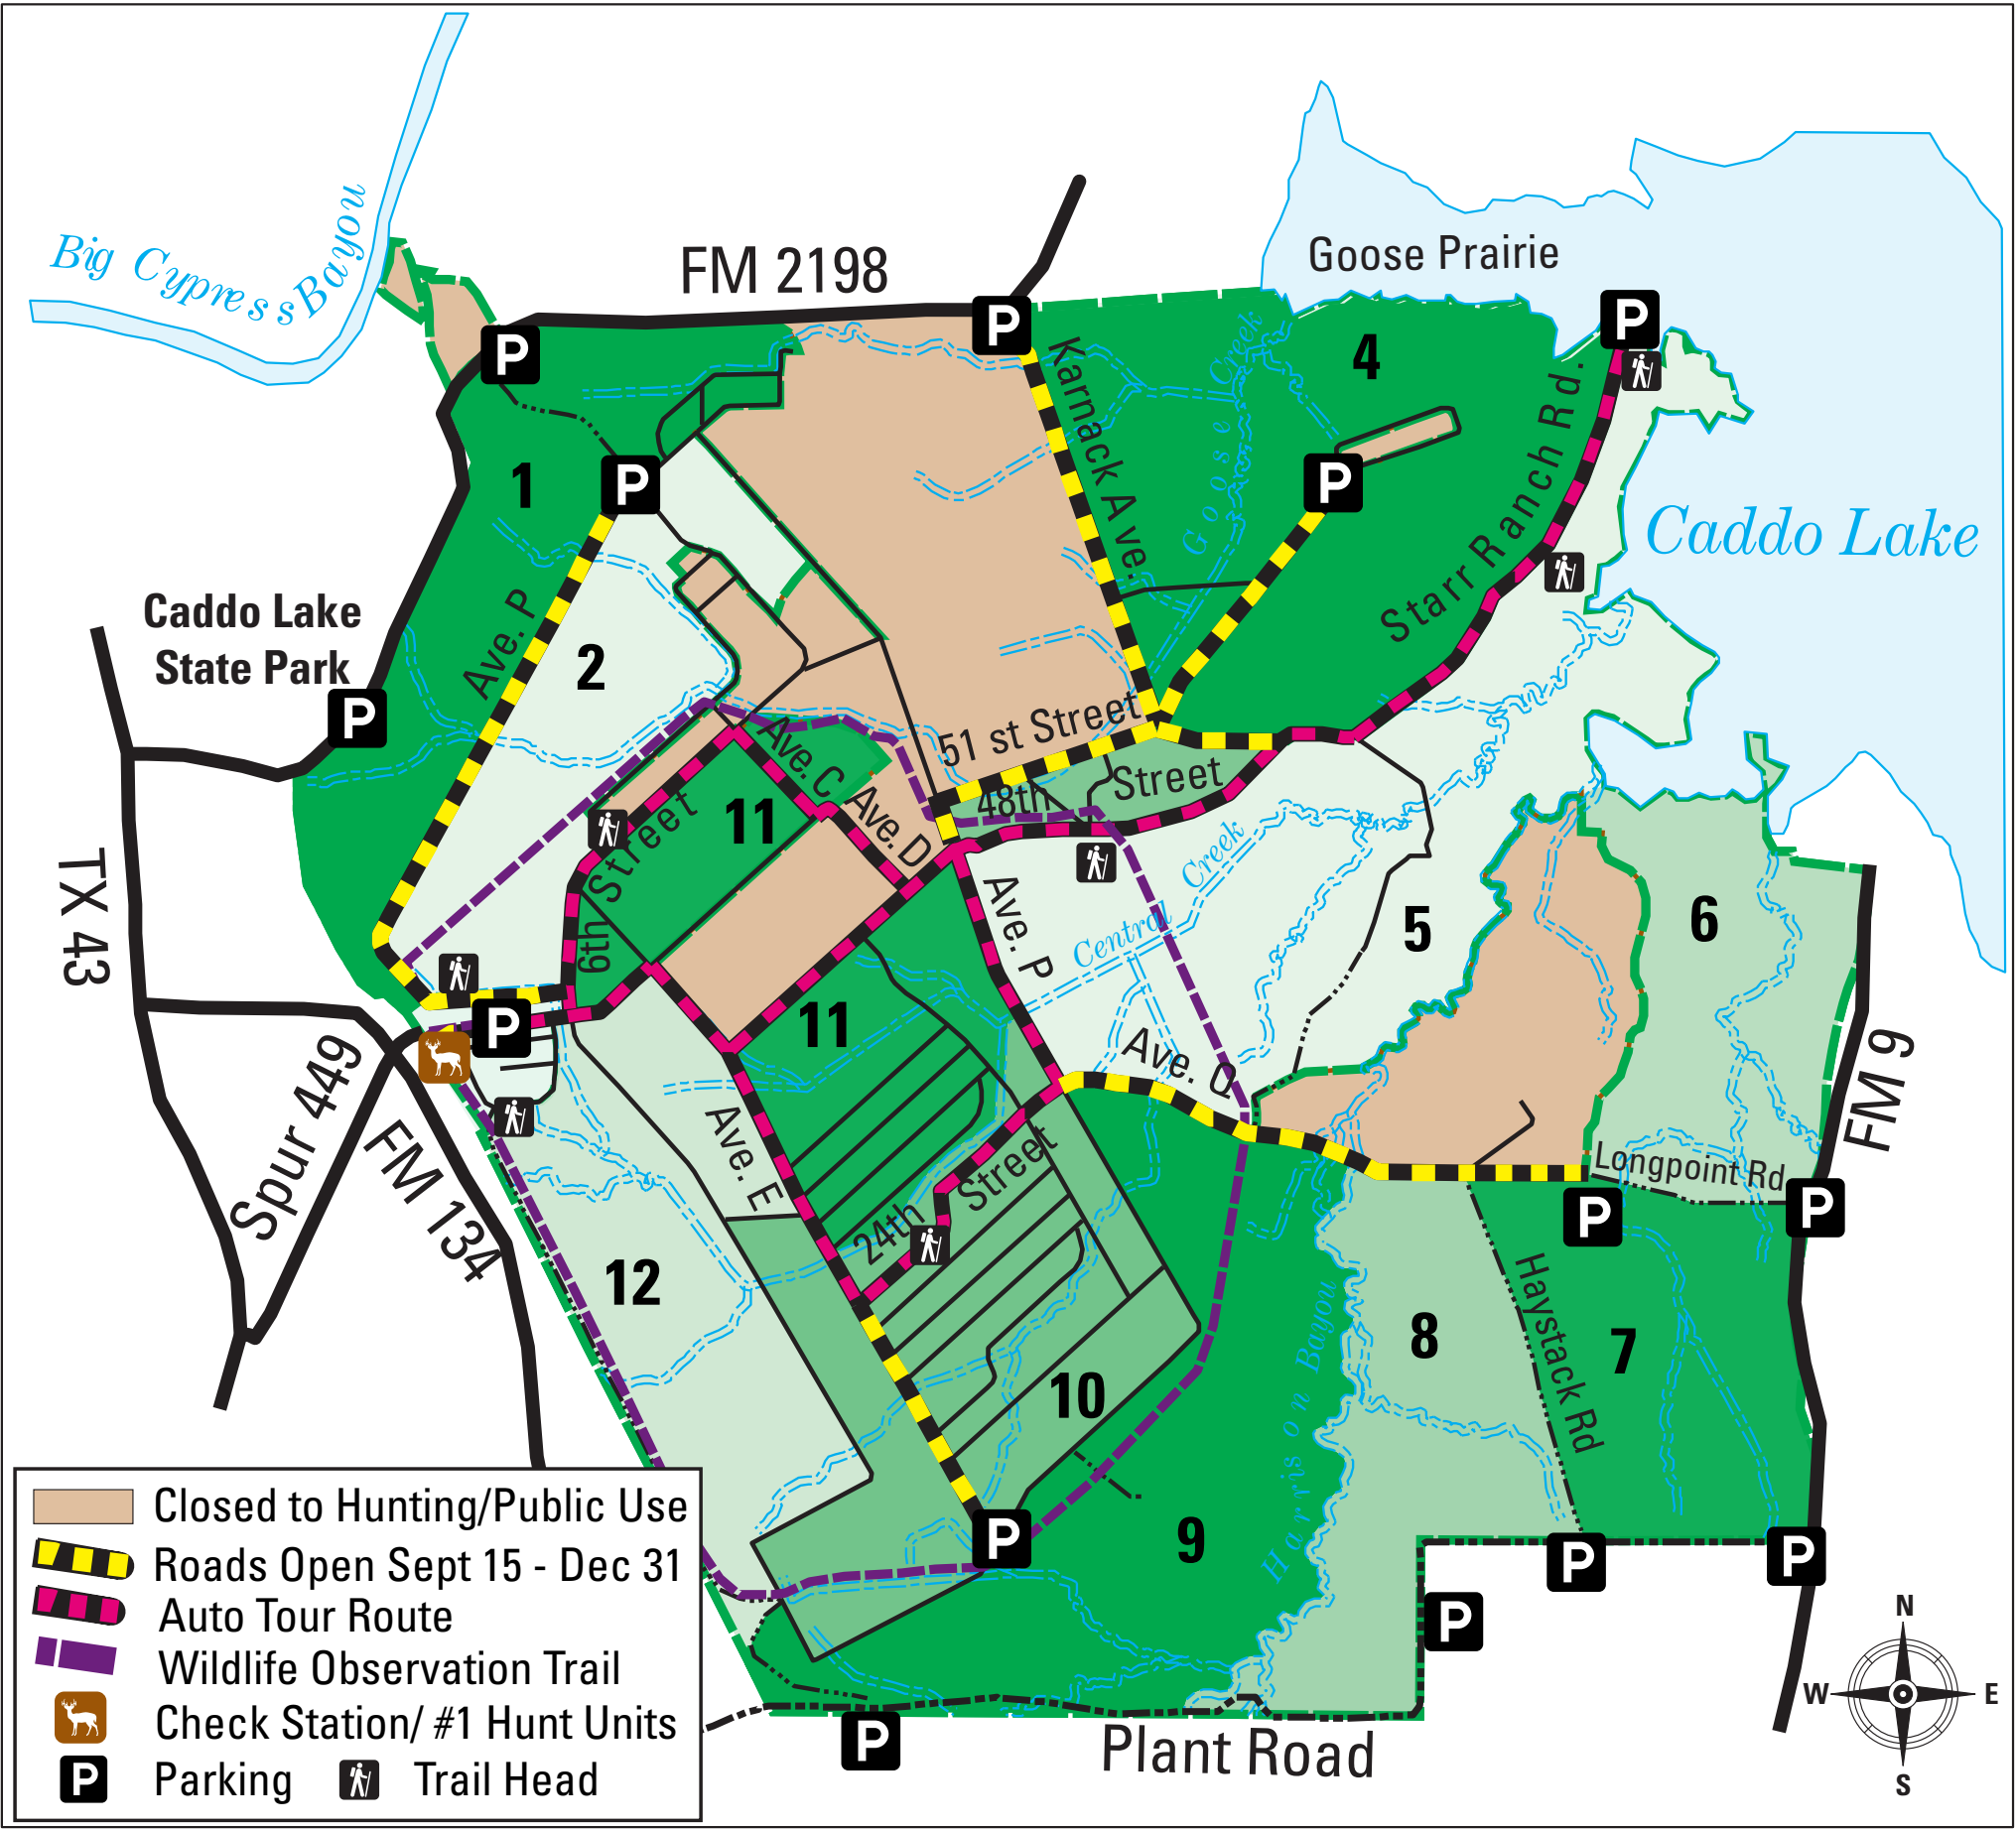 Big Cypress Bayou
FM 2198
Goose Prairie
P
P
P
4
Karnack Ave.
Goose Creek
Starr Ranch Rd.
1
P
P
Caddo Lake
Caddo Lake
State Park
Ave. P
2
P
51 st Street
48th Street
Ave. C
Ave. D
11
6th Street
TX 43
Ave. P
Central Creek
5
6
P
11
Ave. Q
Spur 449
FM 134
FM 9
Ave. E
24th Street
Longpoint Rd
P
P
12
Haystack Rd
8
7
10
Harrison Bayou
P
9
P
P
P
P
Plant Road
Closed to Hunting/Public Use
Roads Open Sept 15 - Dec 31
Auto Tour Route
Wildlife Observation Trail
Check Station/ #1 Hunt Units
P Parking
Trail Head
N
W E
S